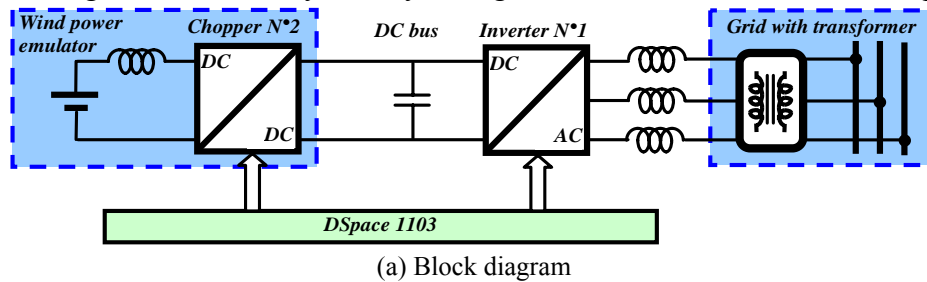 Wind power
emulator
Chopper N•2
DC bus
Inverter N•1
Grid with transformer
DC
DC
DC
AC
DSpace 1103
(a) Block diagram